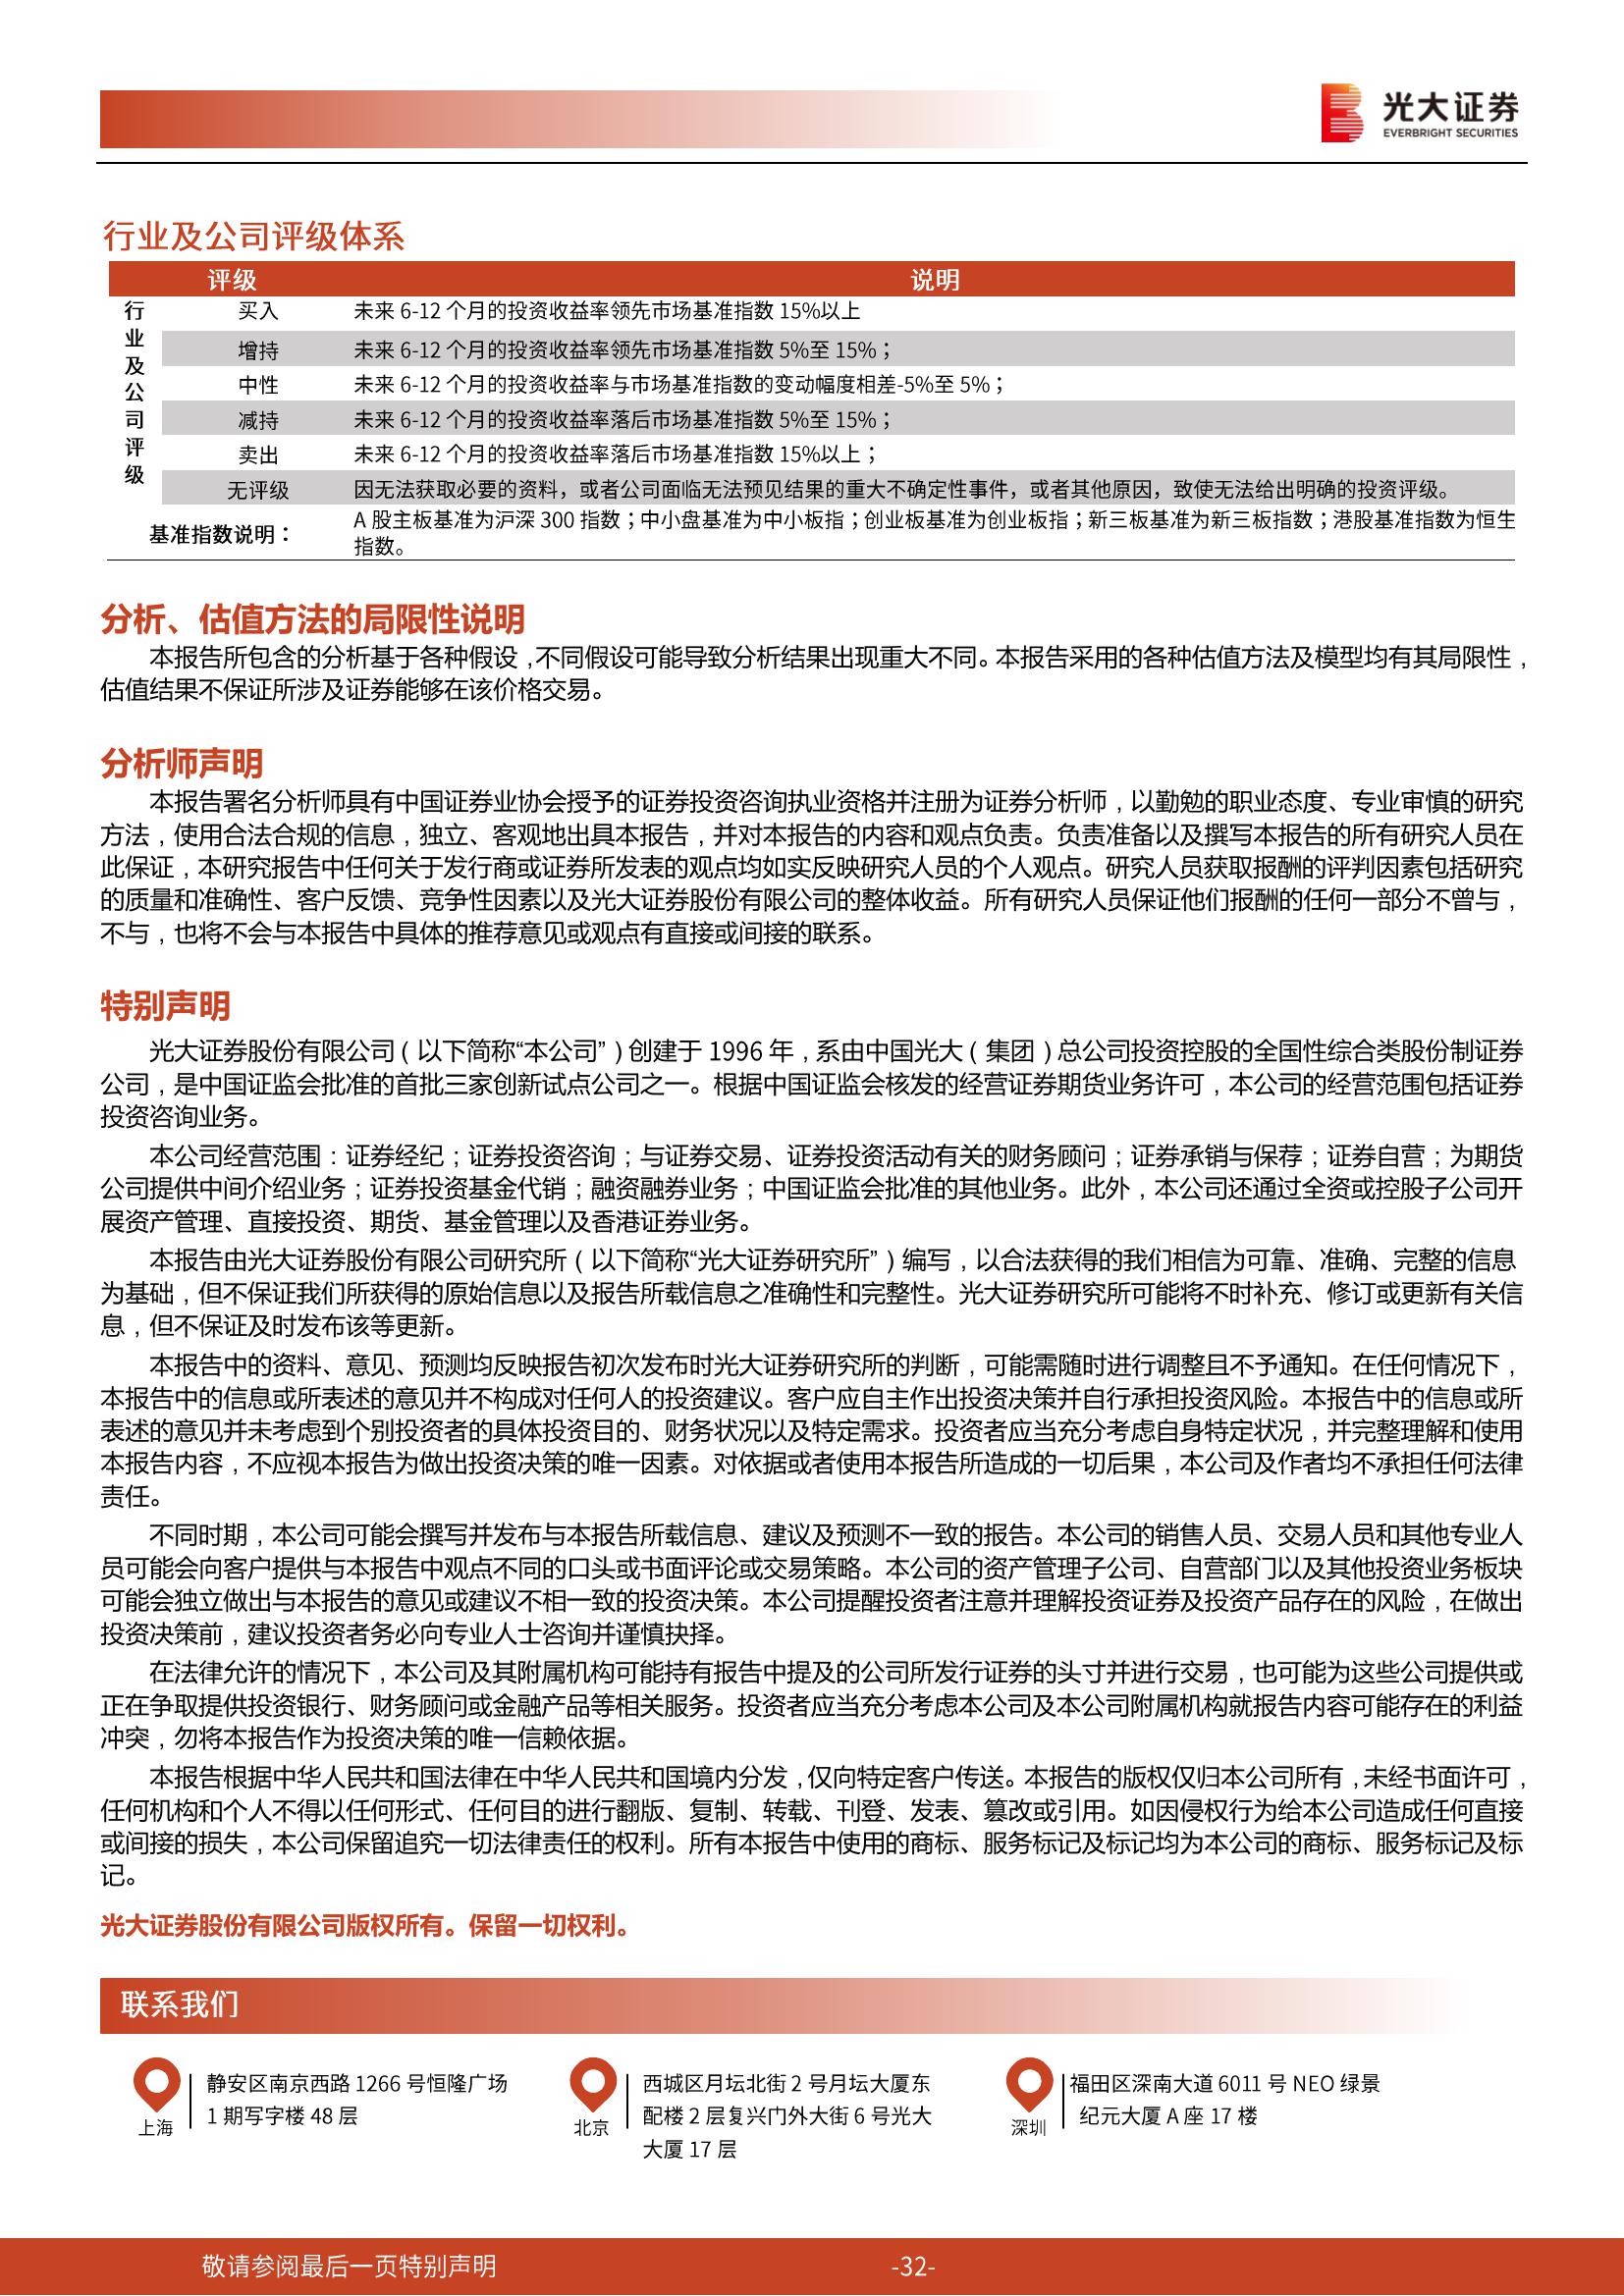 光大证券
EVERBRIGHT SECURITIES
行业及公司评级体系
评级 说明
行业及公司评级
买入 未来 6-12 个月的投资收益率领先市场基准指数 15%以上
增持 未来 6-12 个月的投资收益率领先市场基准指数 5%至 15%；
中性 未来 6-12 个月的投资收益率与市场基准指数的变动幅度相差-5%至 5%；
减持 未来 6-12 个月的投资收益率落后市场基准指数 5%至 15%；
卖出 未来 6-12 个月的投资收益率落后市场基准指数 15%以上；
无评级 因无法获取必要的资料，或者公司面临无法预见结果的重大不确定性事件，或者其他原因，致使无法给出明确的投资评级。
基准指数说明： A 股主板基准为沪深 300 指数；中小盘基准为中小板指；创业板基准为创业板指；新三板基准为新三板指数；港股基准指数为恒生
指数。
分析、估值方法的局限性说明
本报告所包含的分析基于各种假设，不同假设可能导致分析结果出现重大不同。本报告采用的各种估值方法及模型均有其局限性，
估值结果不保证所涉及证券能够在该价格交易。
分析师声明
本报告署名分析师具有中国证券业协会授予的证券投资咨询执业资格并注册为证券分析师，以勤勉的职业态度、专业审慎的研究
方法，使用合法合规的信息，独立、客观地出具本报告，并对本报告的内容和观点负责。负责准备以及撰写本报告的所有研究人员在
此保证，本研究报告中任何关于发行商或证券所发表的观点均如实反映研究人员的个人观点。研究人员获取报酬的评判因素包括研究
的质量和准确性、客户反馈、竞争性因素以及光大证券股份有限公司的整体收益。所有研究人员保证他们报酬的任何一部分不曾与，
不与，也将不会与本报告中具体的推荐意见或观点有直接或间接的联系。
特别声明
光大证券股份有限公司（以下简称“本公司”）创建于 1996 年，系由中国光大（集团）总公司投资控股的全国性综合类股份制证券
公司，是中国证监会批准的首批三家创新试点公司之一。根据中国证监会核发的经营证券期货业务许可，本公司的经营范围包括证券
投资咨询业务。
本公司经营范围：证券经纪；证券投资咨询；与证券交易、证券投资活动有关的财务顾问；证券承销与保荐；证券自营；为期货
公司提供中间介绍业务；证券投资基金代销；融资融券业务；中国证监会批准的其他业务。此外，本公司还通过全资或控股子公司开
展资产管理、直接投资、期货、基金管理以及香港证券业务。
本报告由光大证券股份有限公司研究所（以下简称“光大证券研究所”）编写，以合法获得的我们相信为可靠、准确、完整的信息
为基础，但不保证我们所获得的原始信息以及报告所载信息之准确性和完整性。光大证券研究所可能将不时补充、修订或更新有关信
息，但不保证及时发布该等更新。
本报告中的资料、意见、预测均反映报告初次发布时光大证券研究所的判断，可能需随时进行调整且不予通知。在任何情况下，
本报告中的信息或所表述的意见并不构成对任何人的投资建议。客户应自主作出投资决策并自行承担投资风险。本报告中的信息或所
表述的意见并未考虑到个别投资者的具体投资目的、财务状况以及特定需求。投资者应当充分考虑自身特定状况，并完整理解和使用
本报告内容，不应视本报告为做出投资决策的唯一因素。对依据或者使用本报告所造成的一切后果，本公司及作者均不承担任何法律
责任。
不同时期，本公司可能会撰写并发布与本报告所载信息、建议及预测不一致的报告。本公司的销售人员、交易人员和其他专业人
员可能会向客户提供与本报告中观点不同的口头或书面评论或交易策略。本公司的资产管理子公司、自营部门以及其他投资业务板块
可能会独立做出与本报告的意见或建议不相一致的投资决策。本公司提醒投资者注意并理解投资证券及投资产品存在的风险，在做出
投资决策前，建议投资者务必向专业人士咨询并谨慎抉择。
在法律允许的情况下，本公司及其附属机构可能持有报告中提及的公司所发行证券的头寸并进行交易，也可能为这些公司提供或
正在争取提供投资银行、财务顾问或金融产品等相关服务。投资者应当充分考虑本公司及本公司附属机构就报告内容可能存在的利益
冲突，勿将本报告作为投资决策的唯一信赖依据。
本报告根据中华人民共和国法律在中华人民共和国境内分发，仅向特定客户传送。本报告的版权仅归本公司所有，未经书面许可，
任何机构和个人不得以任何形式、任何目的进行翻版、复制、转载、刊登、发表、篡改或引用。如因侵权行为给本公司造成任何直接
或间接的损失，本公司保留追究一切法律责任的权利。所有本报告中使用的商标、服务标记及标记均为本公司的商标、服务标记及标
记。
光大证券股份有限公司版权所有。保留一切权利。
联系我们
上海
静安区南京西路 1266 号恒隆广场
1 期写字楼 48 层
北京
西城区月坛北街 2 号月坛大厦东
配楼 2 层复兴门外大街 6 号光大
大厦 17 层
深圳
福田区深南大道 6011 号 NEO 绿景
纪元大厦 A 座 17 楼
敬请参阅最后一页特别声明 -32-